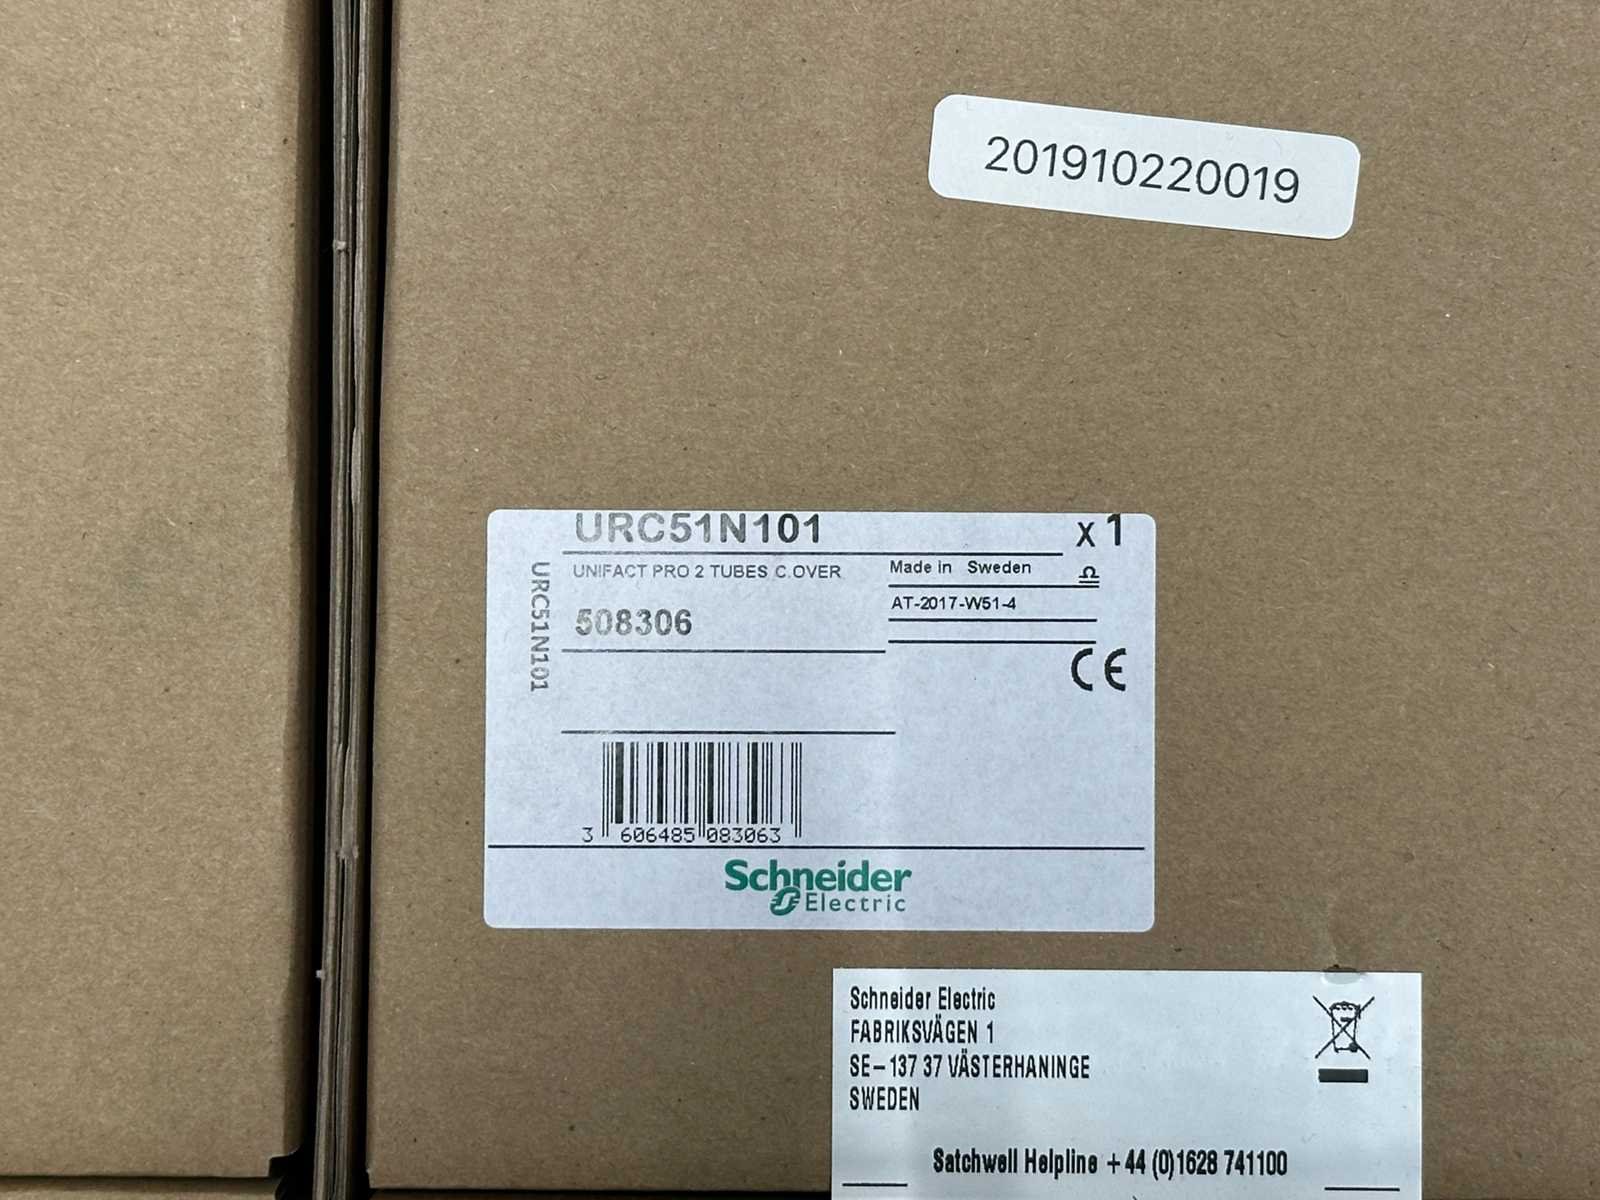 201910220019
URC51N101
x 1
UNIFACT PRO 2 TUBES C.OVER
Made in Sweden
AT-2017-W51-4
508306
URC51N101
CE
3 606485 083063
Schneider
Electric
Schneider Electric
FABRIKSVÄGEN 1
SE-137 37 VÄSTERHANINGE
SWEDEN
Satchwell Helpline +44 (0)1628 741100